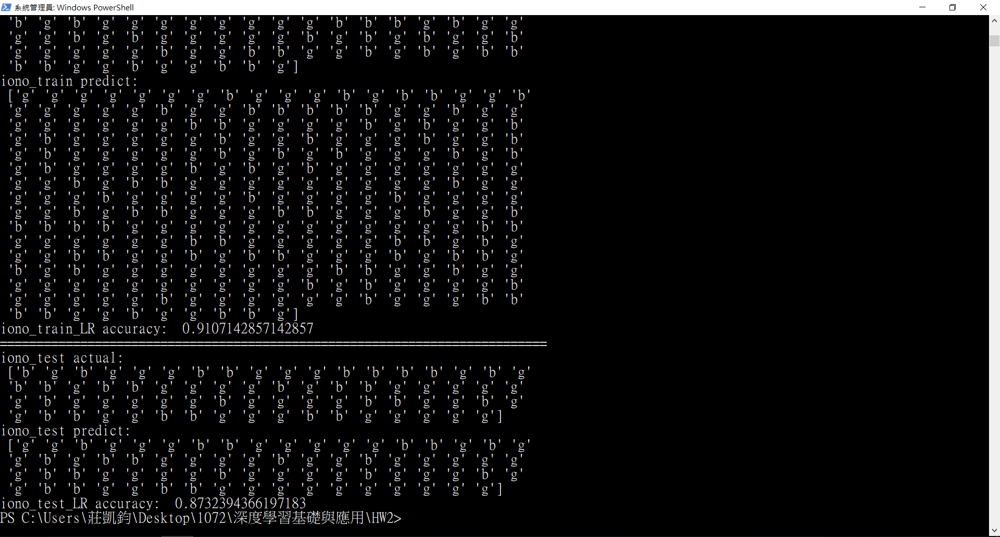 系統管理員: Windows PowerShell
'b' 'g' 'b' 'g' 'g' 'g' 'g' 'g' 'g' 'g' 'g' 'b' 'b' 'b' 'g' 'b' 'g' 'g'
'g' 'g' 'b' 'g' 'b' 'g' 'g' 'g' 'g' 'g' 'b' 'g' 'b' 'g' 'b' 'g' 'g' 'b'
'g' 'g' 'g' 'g' 'g' 'b' 'g' 'g' 'b' 'b' 'g' 'g' 'b' 'g' 'b' 'g' 'b' 'b'
'b' 'b' 'g' 'g' 'b' 'g' 'g' 'b' 'b' 'g']
iono_train predict:
['g' 'g' 'g' 'g' 'g' 'g' 'g' 'b' 'g' 'g' 'g' 'b' 'g' 'b' 'b' 'g' 'g' 'b'
'g' 'g' 'g' 'g' 'g' 'b' 'g' 'g' 'b' 'b' 'b' 'b' 'b' 'g' 'g' 'b' 'g' 'g'
'g' 'g' 'g' 'g' 'g' 'g' 'b' 'b' 'g' 'g' 'g' 'g' 'b' 'g' 'b' 'g' 'g' 'b'
'g' 'b' 'g' 'g' 'g' 'g' 'g' 'b' 'g' 'g' 'b' 'g' 'g' 'g' 'b' 'g' 'g' 'b'
'g' 'b' 'g' 'g' 'g' 'g' 'g' 'b' 'g' 'b' 'g' 'b' 'g' 'g' 'g' 'b' 'g' 'b'
'g' 'b' 'g' 'g' 'g' 'g' 'b' 'g' 'b' 'g' 'b' 'g' 'g' 'g' 'g' 'g' 'g' 'g'
'g' 'g' 'b' 'g' 'b' 'b' 'g' 'g' 'g' 'g' 'g' 'g' 'g' 'g' 'g' 'b' 'g' 'g'
'g' 'g' 'g' 'b' 'g' 'g' 'g' 'g' 'b' 'g' 'g' 'g' 'g' 'b' 'g' 'g' 'g' 'g'
'g' 'g' 'b' 'g' 'b' 'b' 'g' 'g' 'g' 'b' 'b' 'g' 'g' 'g' 'b' 'g' 'g' 'b'
'b' 'b' 'b' 'b' 'g' 'g' 'g' 'g' 'g' 'g' 'g' 'g' 'g' 'g' 'g' 'g' 'b' 'b'
'g' 'g' 'g' 'g' 'g' 'g' 'b' 'b' 'g' 'g' 'g' 'g' 'g' 'b' 'b' 'g' 'b' 'g'
'g' 'g' 'b' 'b' 'g' 'g' 'b' 'g' 'b' 'b' 'g' 'g' 'g' 'b' 'g' 'b' 'b' 'g'
'b' 'g' 'b' 'g' 'g' 'g' 'g' 'g' 'g' 'g' 'g' 'b' 'b' 'g' 'g' 'b' 'g' 'g'
'g' 'g' 'g' 'g' 'g' 'g' 'g' 'g' 'g' 'g' 'b' 'g' 'b' 'g' 'g' 'g' 'g' 'b'
'g' 'g' 'g' 'g' 'g' 'b' 'g' 'g' 'g' 'g' 'g' 'g' 'b' 'g' 'g' 'g' 'b' 'b'
'b' 'b' 'g' 'g' 'b' 'g' 'g' 'b' 'b' 'g']
iono_train_LR accuracy:  0.9107142857142857
===========================================================================
iono_test actual:
['b' 'g' 'b' 'g' 'g' 'g' 'b' 'b' 'g' 'g' 'g' 'b' 'b' 'b' 'b' 'g' 'b' 'g'
'b' 'b' 'g' 'b' 'b' 'g' 'g' 'g' 'g' 'b' 'g' 'b' 'b' 'g' 'g' 'g' 'g' 'g'
'g' 'b' 'g' 'g' 'g' 'g' 'g' 'b' 'g' 'g' 'g' 'g' 'b' 'b' 'g' 'g' 'b' 'g'
'g' 'b' 'b' 'g' 'g' 'b' 'b' 'g' 'g' 'g' 'b' 'b' 'g' 'g' 'g' 'g' 'g']
iono_test predict:
['g' 'g' 'b' 'g' 'g' 'g' 'b' 'b' 'g' 'g' 'g' 'g' 'g' 'b' 'b' 'g' 'b' 'g'
'g' 'b' 'g' 'b' 'b' 'g' 'g' 'g' 'g' 'b' 'g' 'g' 'b' 'g' 'g' 'g' 'g' 'g'
'g' 'b' 'b' 'g' 'g' 'g' 'g' 'b' 'g' 'g' 'g' 'g' 'b' 'g' 'g' 'g' 'b' 'g'
'g' 'b' 'b' 'g' 'g' 'b' 'b' 'g' 'g' 'g' 'g' 'g' 'g' 'g' 'g' 'g' 'g']
iono_test_LR accuracy:  0.8732394366197183
PS C:\Users\莊凱鈞\Desktop\1072\深度學習基礎與應用\HW2>